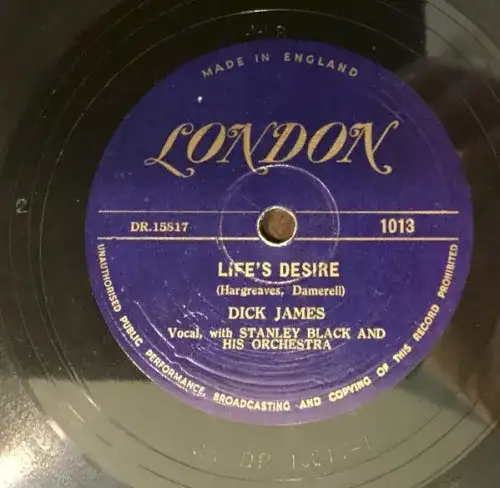 MADE IN ENGLAND
LONDON
DR.15817
1013
LIFE'S DESIRE
(Hargreaves, Damerell)
DICK JAMES
Vocal, with STANLEY BLACK AND
HIS ORCHESTRA
UNAUTHORISED PUBLIC PERFORMANCE, BROADCASTING AND COPYING OF THIS RECORD PROHIBITED
2